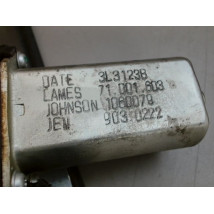 DATE 3L3123B
LAMES 71.001.803
JOHNSON 1060079
JEW 903-0222